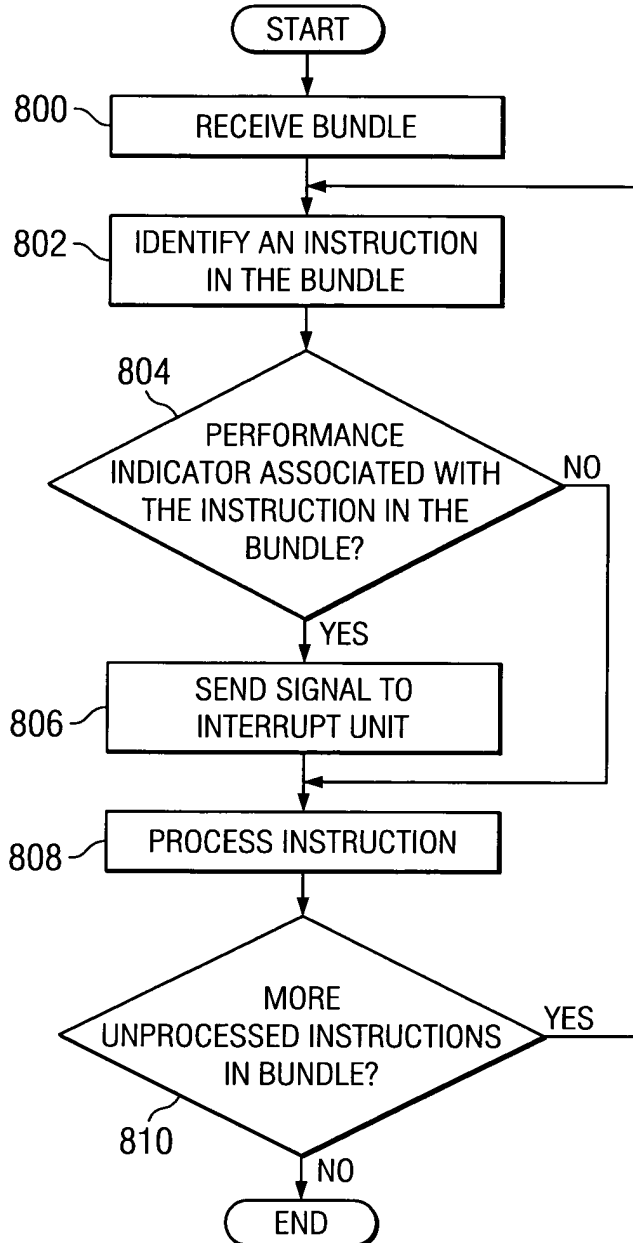 START
800
RECEIVE BUNDLE
802
IDENTIFY AN INSTRUCTION
IN THE BUNDLE
804
PERFORMANCE
INDICATOR ASSOCIATED WITH
THE INSTRUCTION IN THE
BUNDLE?
NO
YES
806
SEND SIGNAL TO
INTERRUPT UNIT
808
PROCESS INSTRUCTION
MORE
UNPROCESSED INSTRUCTIONS
IN BUNDLE?
YES
810
NO
END